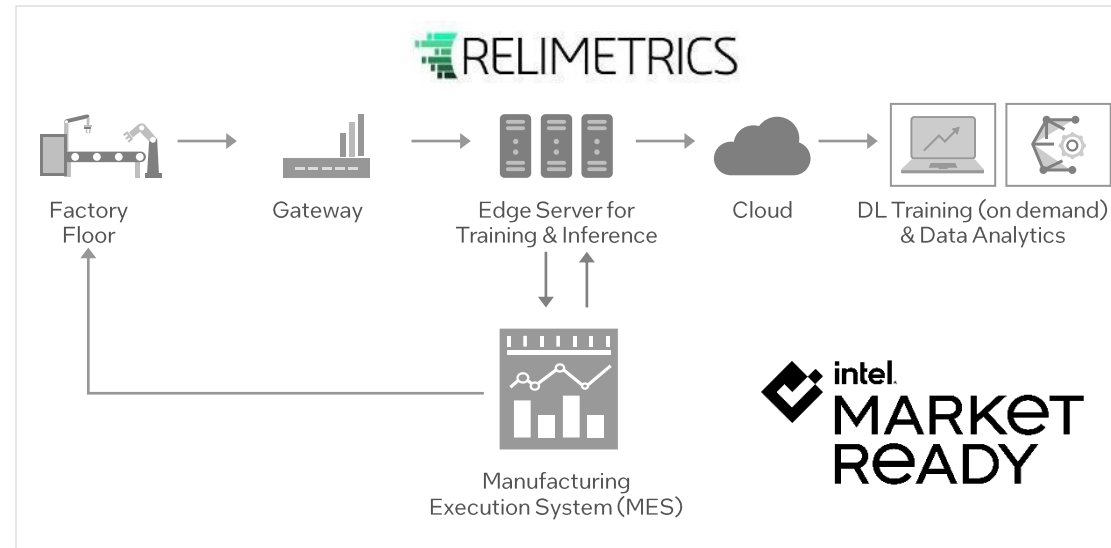 RELIMETRICS
Factory
Floor
Gateway
Edge Server for
Training & Inference
Cloud
DL Training (on demand)
& Data Analytics
Manufacturing
Execution System (MES)
intel.
MARKET
READY